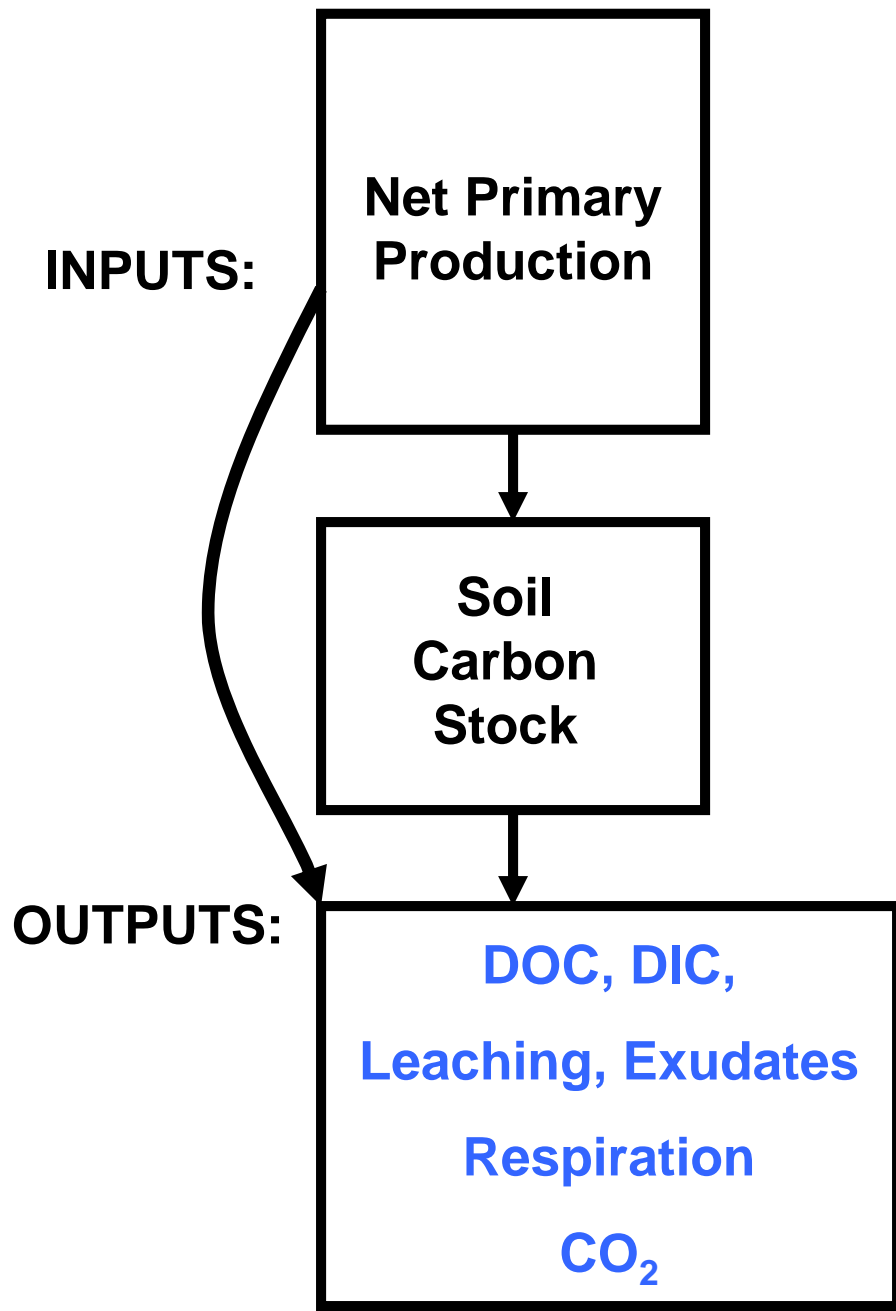 INPUTS:
Net Primary
Production
Soil
Carbon
Stock
OUTPUTS:
DOC, DIC,
Leaching, Exudates
Respiration
CO₂